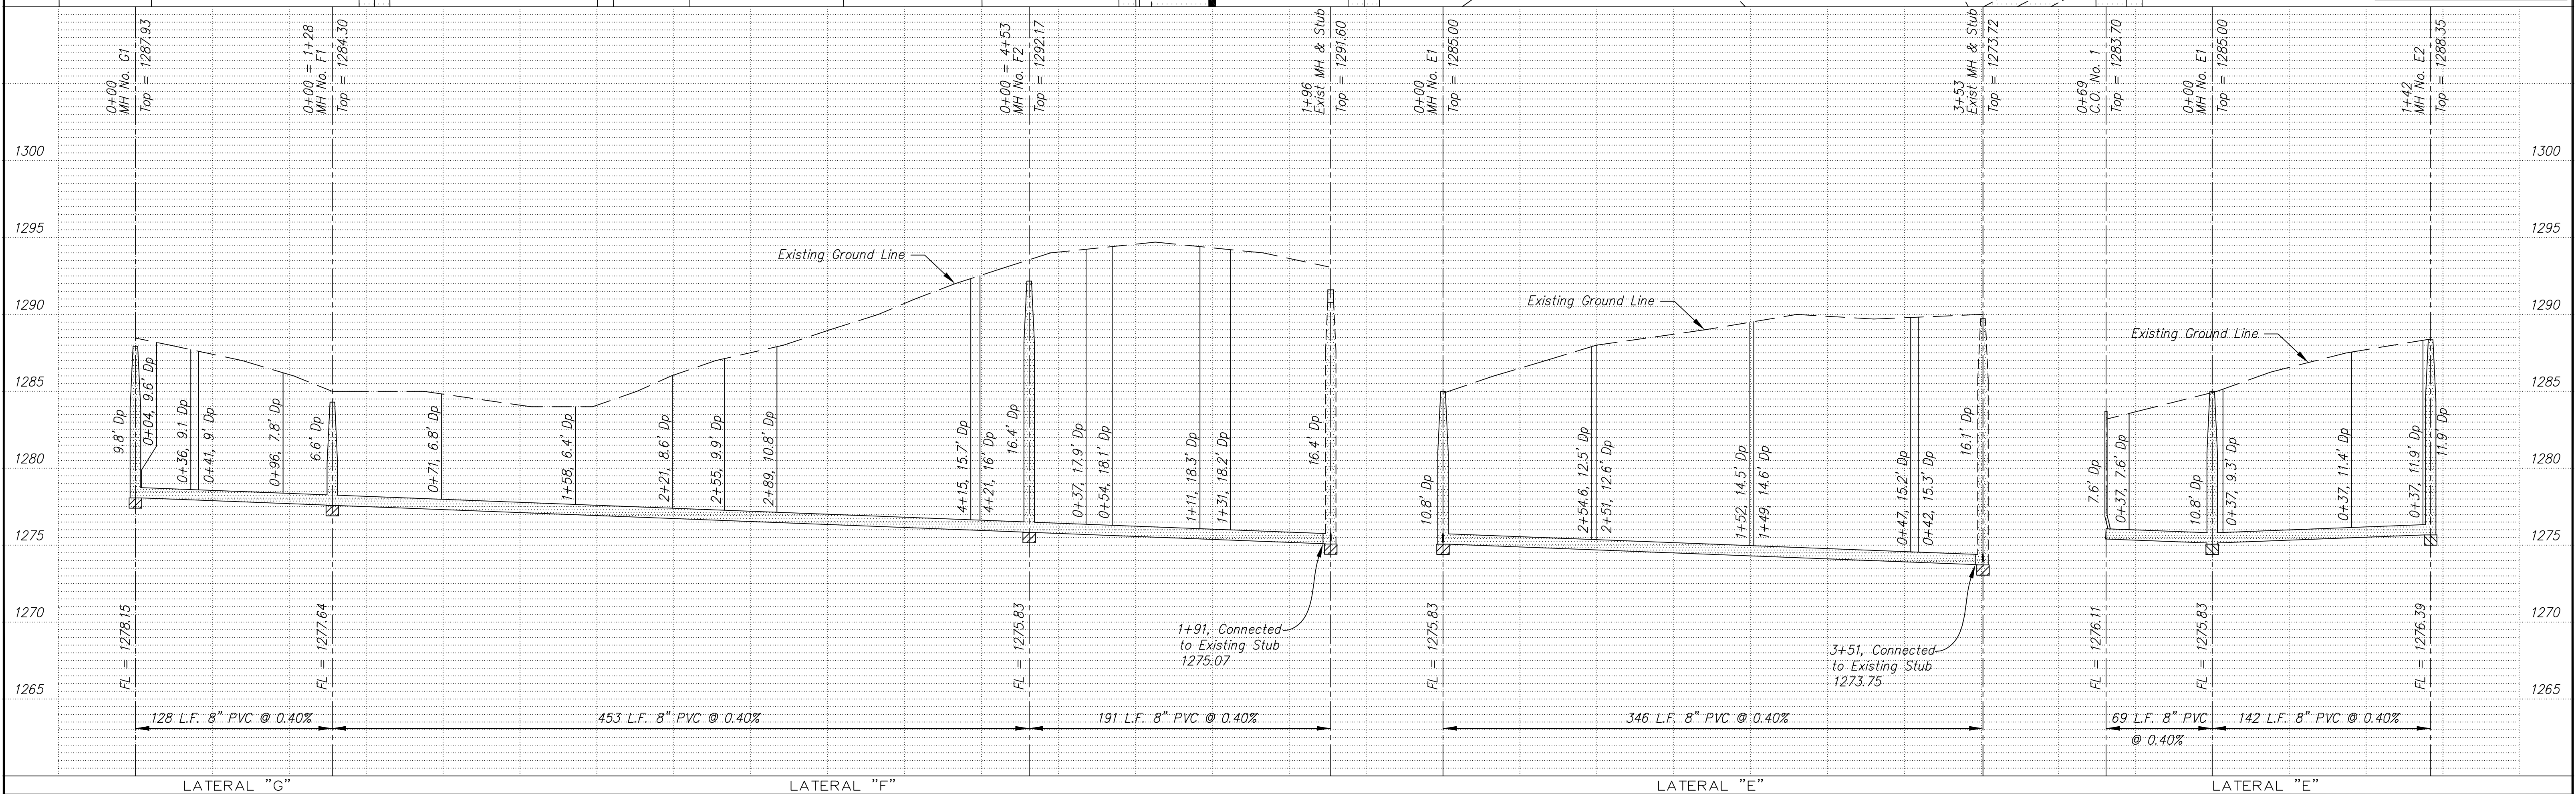 0+00
MH No. G1
Top = 1287.93
0+00 = 1+28
MH No. F1
Top = 1284.30
0+00 = 4+53
MH No. F2
Top = 1292.17
1+96
Exist MH & Stub
Top = 1291.60
0+00
MH No. E1
Top = 1285.00
3+53
Exist MH & Stub
Top = 1273.72
0+69
C.O. No. 1
Top = 1283.70
0+00
MH No. E1
Top = 1285.00
1+42
MH No. E2
Top = 1288.35
1300
1295
1290
1285
1280
1275
1270
1265
1300
1295
1290
1285
1280
1275
1270
1265
Existing Ground Line
Existing Ground Line
Existing Ground Line
9.8' Dp
0+04, 9.6' Dp
0+36, 9.1 Dp
0+41, 9' Dp
0+96, 7.8' Dp
6.6' Dp
0+71, 6.8' Dp
1+58, 6.4' Dp
2+21, 8.6' Dp
2+55, 9.9' Dp
2+89, 10.8' Dp
4+15, 15.7' Dp
4+21, 16' Dp
16.4' Dp
0+37, 17.9' Dp
0+54, 18.1' Dp
1+11, 18.3' Dp
1+31, 18.2' Dp
16.4' Dp
10.8' Dp
2+54.6, 12.5' Dp
2+51, 12.6' Dp
1+52, 14.5' Dp
1+49, 14.6' Dp
0+47, 15.2' Dp
0+42, 15.3' Dp
16.1' Dp
7.6' Dp
0+37, 7.6' Dp
10.8' Dp
0+37, 9.3' Dp
0+37, 11.4' Dp
0+37, 11.9' Dp
11.9' Dp
FL = 1278.15
FL = 1277.64
FL = 1275.83
1+91, Connected
to Existing Stub
1275.07
FL = 1275.83
3+51, Connected
to Existing Stub
1273.75
FL = 1276.11
FL = 1275.83
FL = 1276.39
128 L.F. 8" PVC @ 0.40%
453 L.F. 8" PVC @ 0.40%
191 L.F. 8" PVC @ 0.40%
346 L.F. 8" PVC @ 0.40%
69 L.F. 8" PVC
@ 0.40%
142 L.F. 8" PVC @ 0.40%
LATERAL "G"
LATERAL "F"
LATERAL "E"
LATERAL "E"